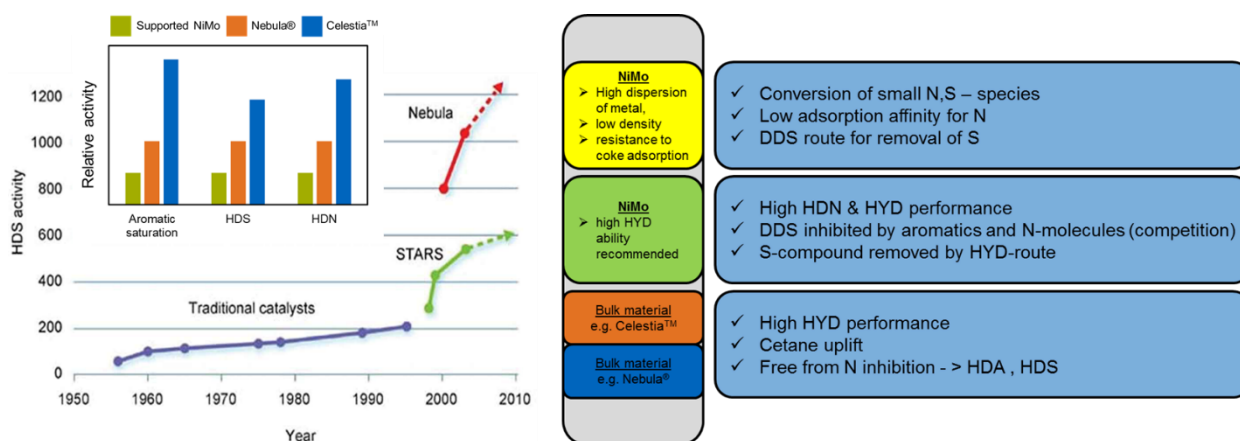 Supported NiMo Nebula® Celestia™
Relative activity
Aromatic
saturation
HDS
HDN
HDS activity
1200
1000
800
600
400
200
0
Nebula
STARS
Traditional catalysts
1950 1960 1970 1980 1990 2000 2010
Year
NiMo
➢ High dispersion
of metal,
➢ low density
➢ resistance to
coke adsorption
✓ Conversion of small N,S – species
✓ Low adsorption affinity for N
✓ DDS route for removal of S
NiMo
➢ high HYD
ability
recommended
✓ High HDN & HYD performance
✓ DDS inhibited by aromatics and N-molecules (competition)
✓ S-compound removed by HYD-route
Bulk material
e.g. Celestia™
Bulk material
e.g. Nebula®
✓ High HYD performance
✓ Cetane uplift
✓ Free from N inhibition - > HDA , HDS